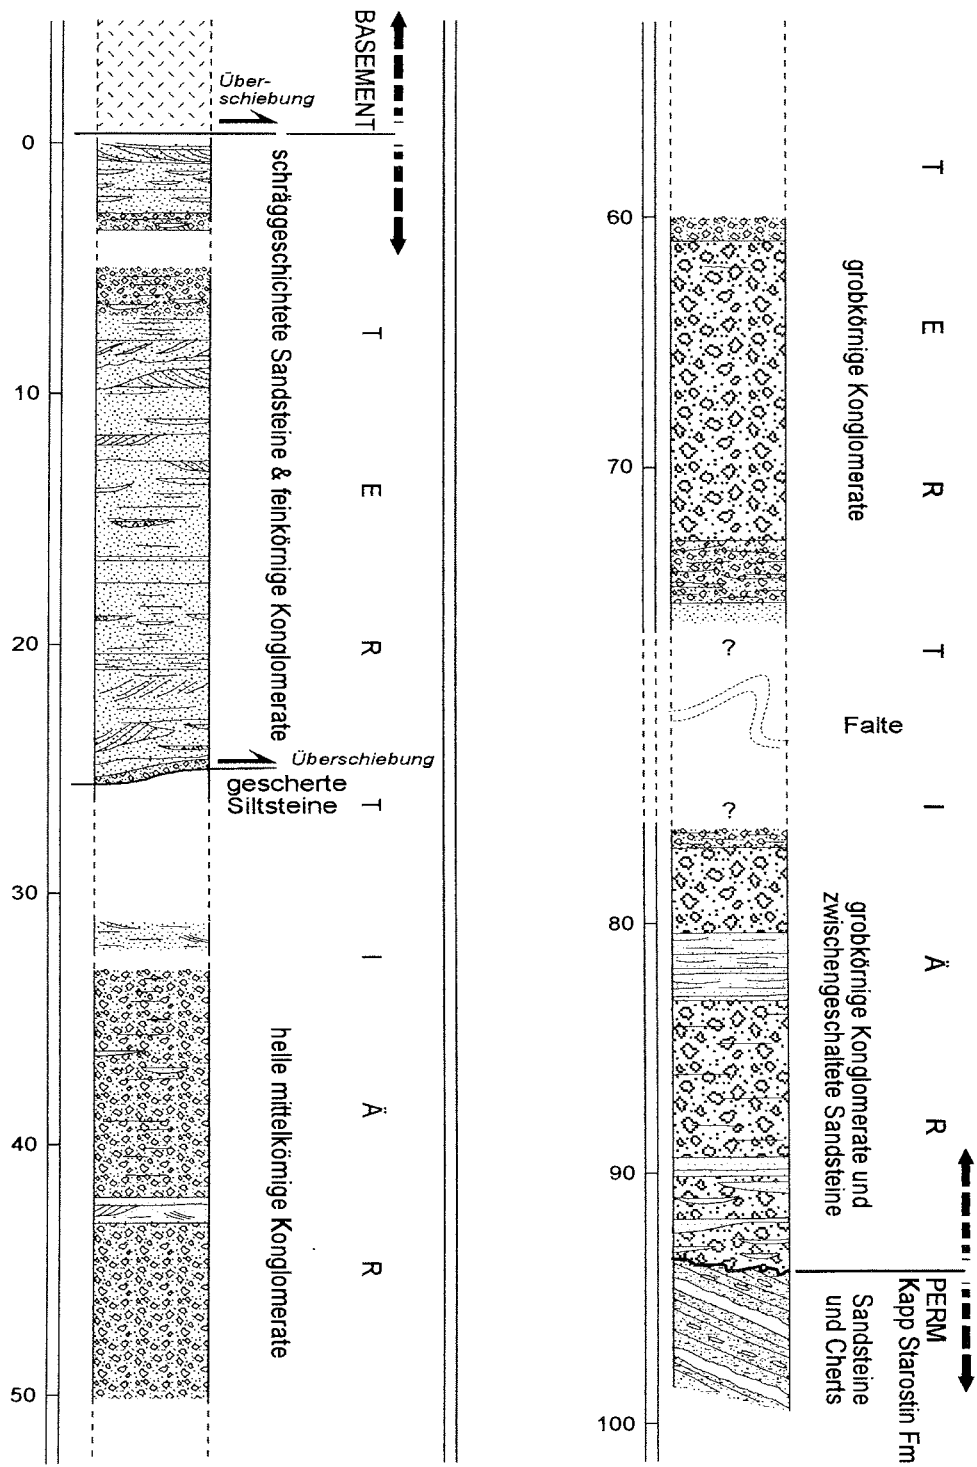 BASEMENT
Über-
schiebung
0
schräggeschichtete Sandsteine & feinkörnige Konglomerate
10
20
Überschiebung
gescherte
Siltsteine
30
helle mittelkörnige Konglomerate
40
50
T E R T I Ä R
60
grobkörnige Konglomerate
70
?
Falte
?
80
grobkörnige Konglomerate und
zwischengeschaltete Sandsteine
90
T E R T I Ä R
PERM
Kapp Starostin Fm
Sandsteine
und Cherts
100